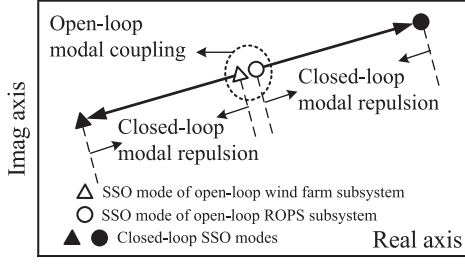 Open-loop
modal coupling
Closed-loop
modal repulsion
Closed-loop
modal repulsion
Imag axis
SSO mode of open-loop wind farm subsystem
SSO mode of open-loop ROPS subsystem
Closed-loop SSO modes
Real axis